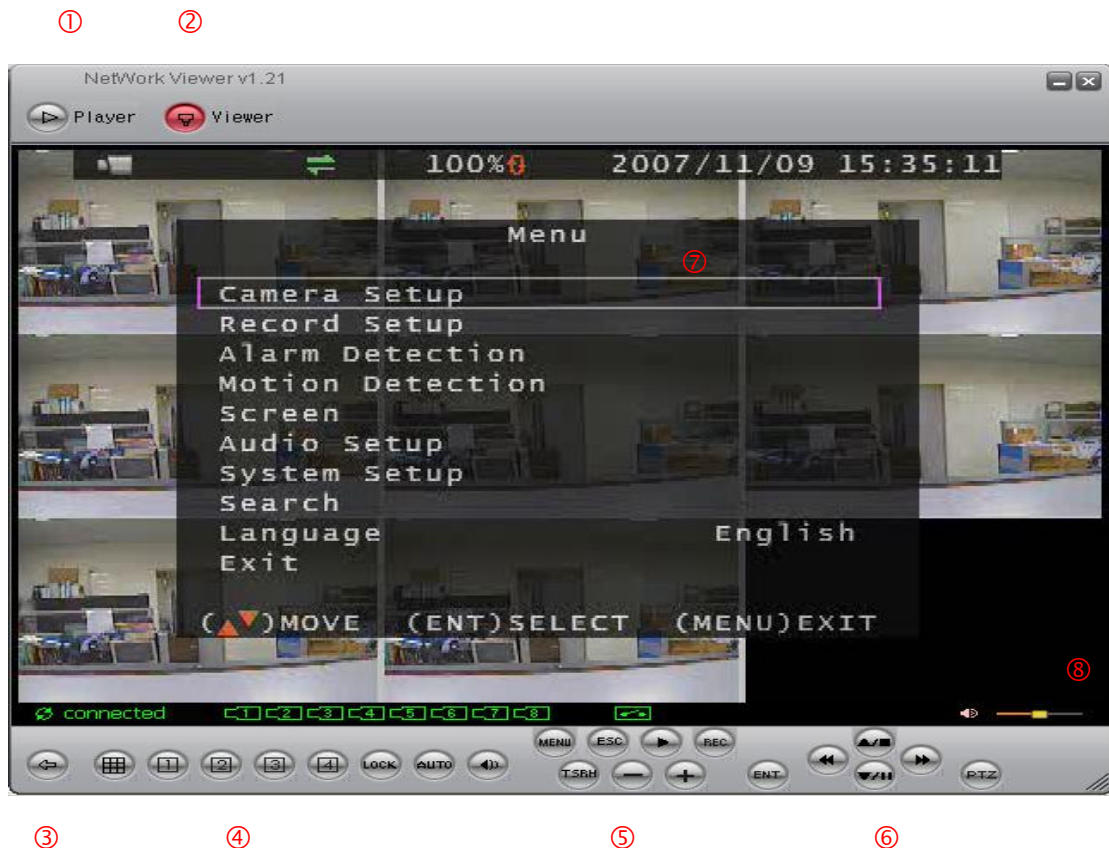 ① ②
NetWork Viewer v1.21
Player Viewer
100% 2007/11/09 15:35:11
Menu
⑦
Camera Setup
Record Setup
Alarm Detection
Motion Detection
Screen
Audio Setup
System Setup
Search
Language English
Exit
(▲▼)MOVE (ENT)SELECT (MENU)EXIT
⑧
connected 1 2 3 4 5 6 7 8
MENU ESC REC
1 2 3 4 LOCK AUTO
TSRH − + ENT PTZ
③ ④ ⑤ ⑥